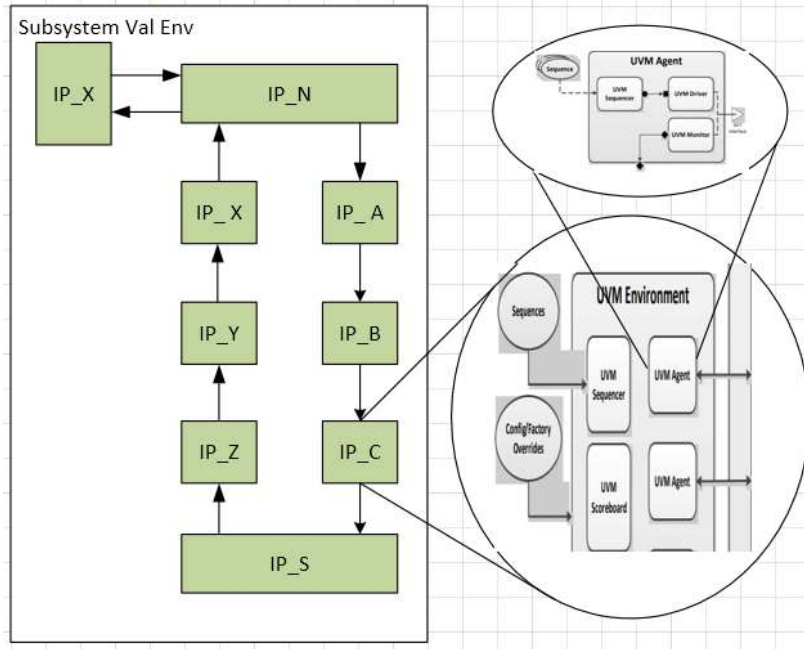 Subsystem Val Env
IP_X
IP_N
IP_ X
IP_ A
IP_Y
IP_B
IP_Z
IP_C
IP_S
UVM Agent
Sequence
UVM
Sequencer
UVM Driver
UVM Monitor
Interface
UVM Environment
Sequences
UVM
Sequencer
UVM Agent
Config/Factory
Overrides
UVM
Scoreboard
UVM Agent